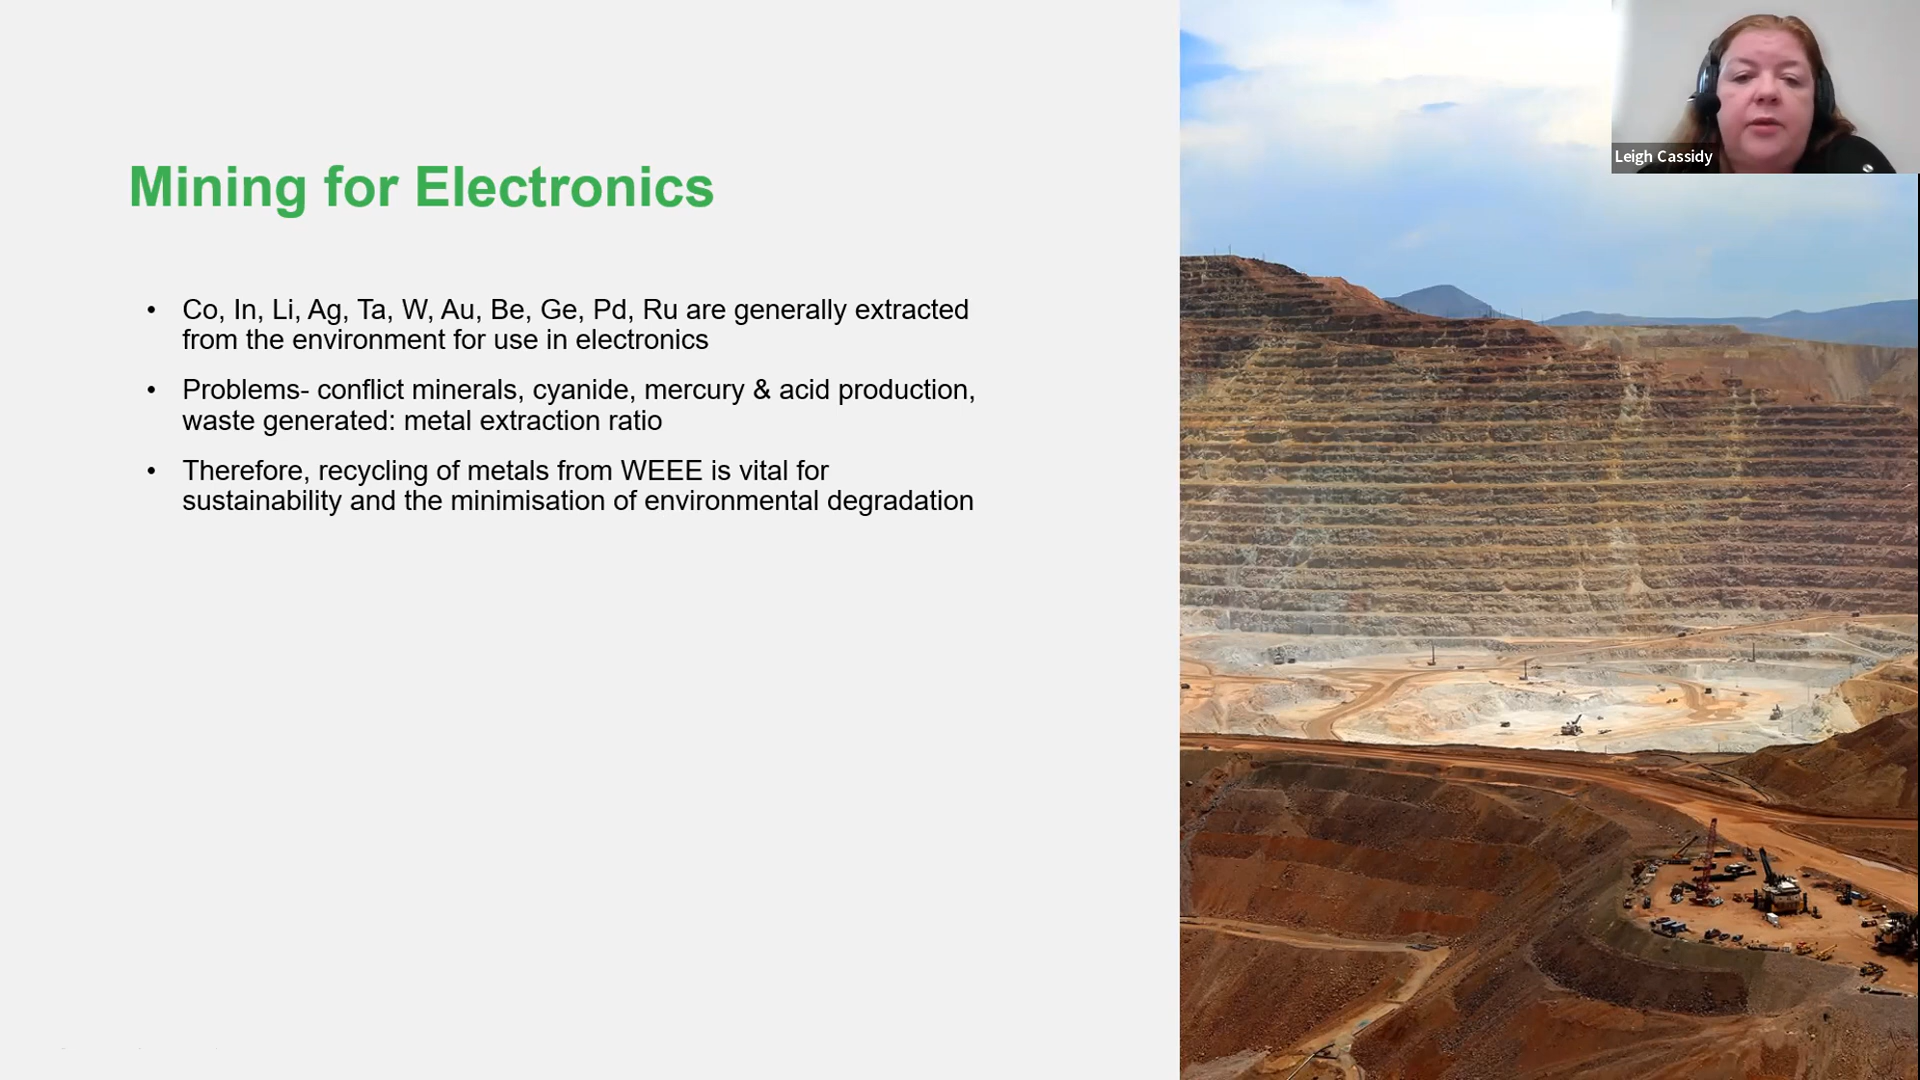 Leigh Cassidy
Mining for Electronics
• Co, In, Li, Ag, Ta, W, Au, Be, Ge, Pd, Ru are generally extracted
from the environment for use in electronics
• Problems- conflict minerals, cyanide, mercury & acid production,
waste generated: metal extraction ratio
• Therefore, recycling of metals from WEEE is vital for
sustainability and the minimisation of environmental degradation